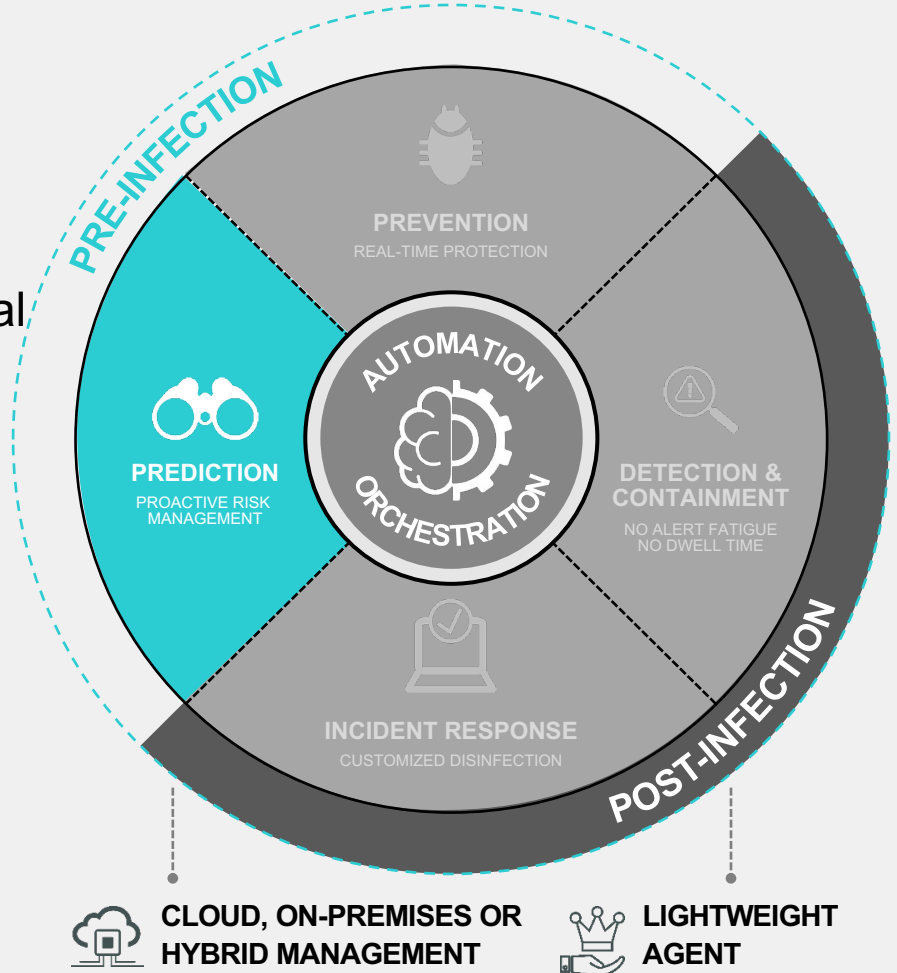 PRE-INFECTION
PREVENTION
REAL-TIME PROTECTION
al
AUTOMATION
ORCHESTRATION
PREDICTION
PROACTIVE RISK
MANAGEMENT
DETECTION &
CONTAINMENT
NO ALERT FATIGUE
NO DWELL TIME
INCIDENT RESPONSE
CUSTOMIZED DISINFECTION
POST-INFECTION
CLOUD, ON-PREMISES OR
HYBRID MANAGEMENT
LIGHTWEIGHT
AGENT